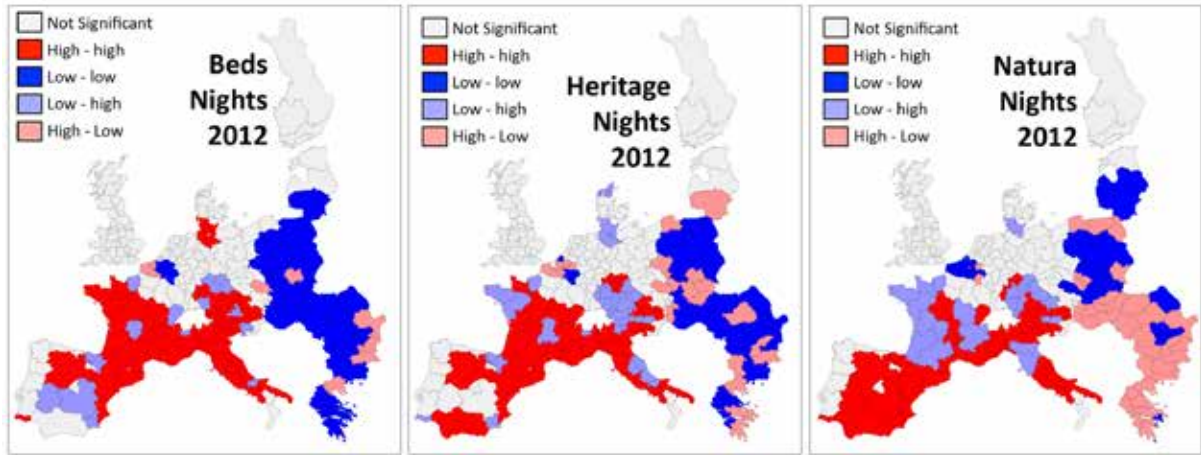 Not Significant
High - high
Low - low
Low - high
High - Low
Beds
Nights
2012
Not Significant
High - high
Low - low
Low - high
High - Low
Heritage
Nights
2012
Not Significant
High - high
Low - low
Low - high
High - Low
Natura
Nights
2012